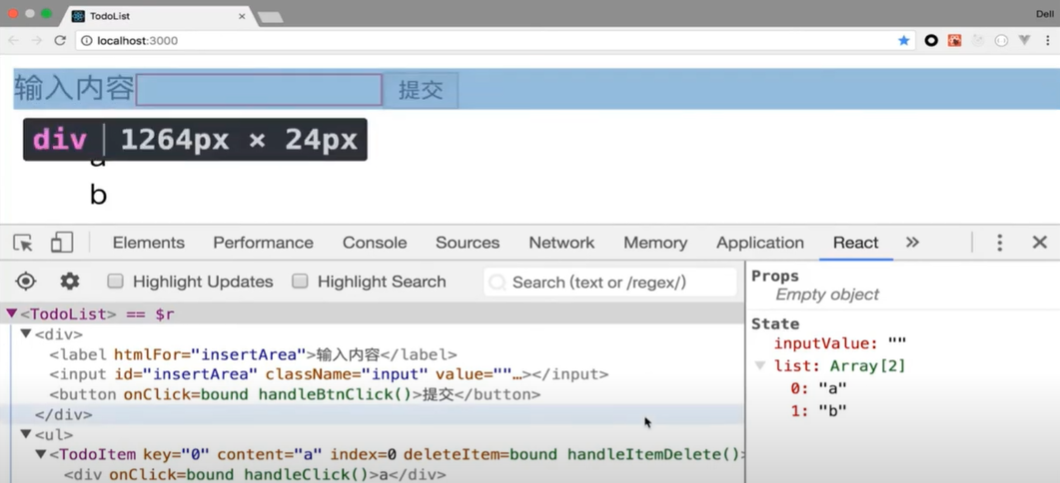 TodoList
Dell
localhost:3000
输入内容 提交
div 1264px × 24px
a
b
Elements Performance Console Sources Network Memory Application React »
Highlight Updates Highlight Search Search (text or /regex/)
<TodoList> == $r
<div>
<label htmlFor="insertArea">输入内容</label>
<input id="insertArea" className="input" value=""…></input>
<button onClick=bound handleBtnClick()>提交</button>
</div>
<ul>
<TodoItem key="0" content="a" index=0 deleteItem=bound handleItemDelete()>
<div onClick=bound handleClick()>a</div>
Props
Empty object
State
inputValue: ""
list: Array[2]
0: "a"
1: "b"